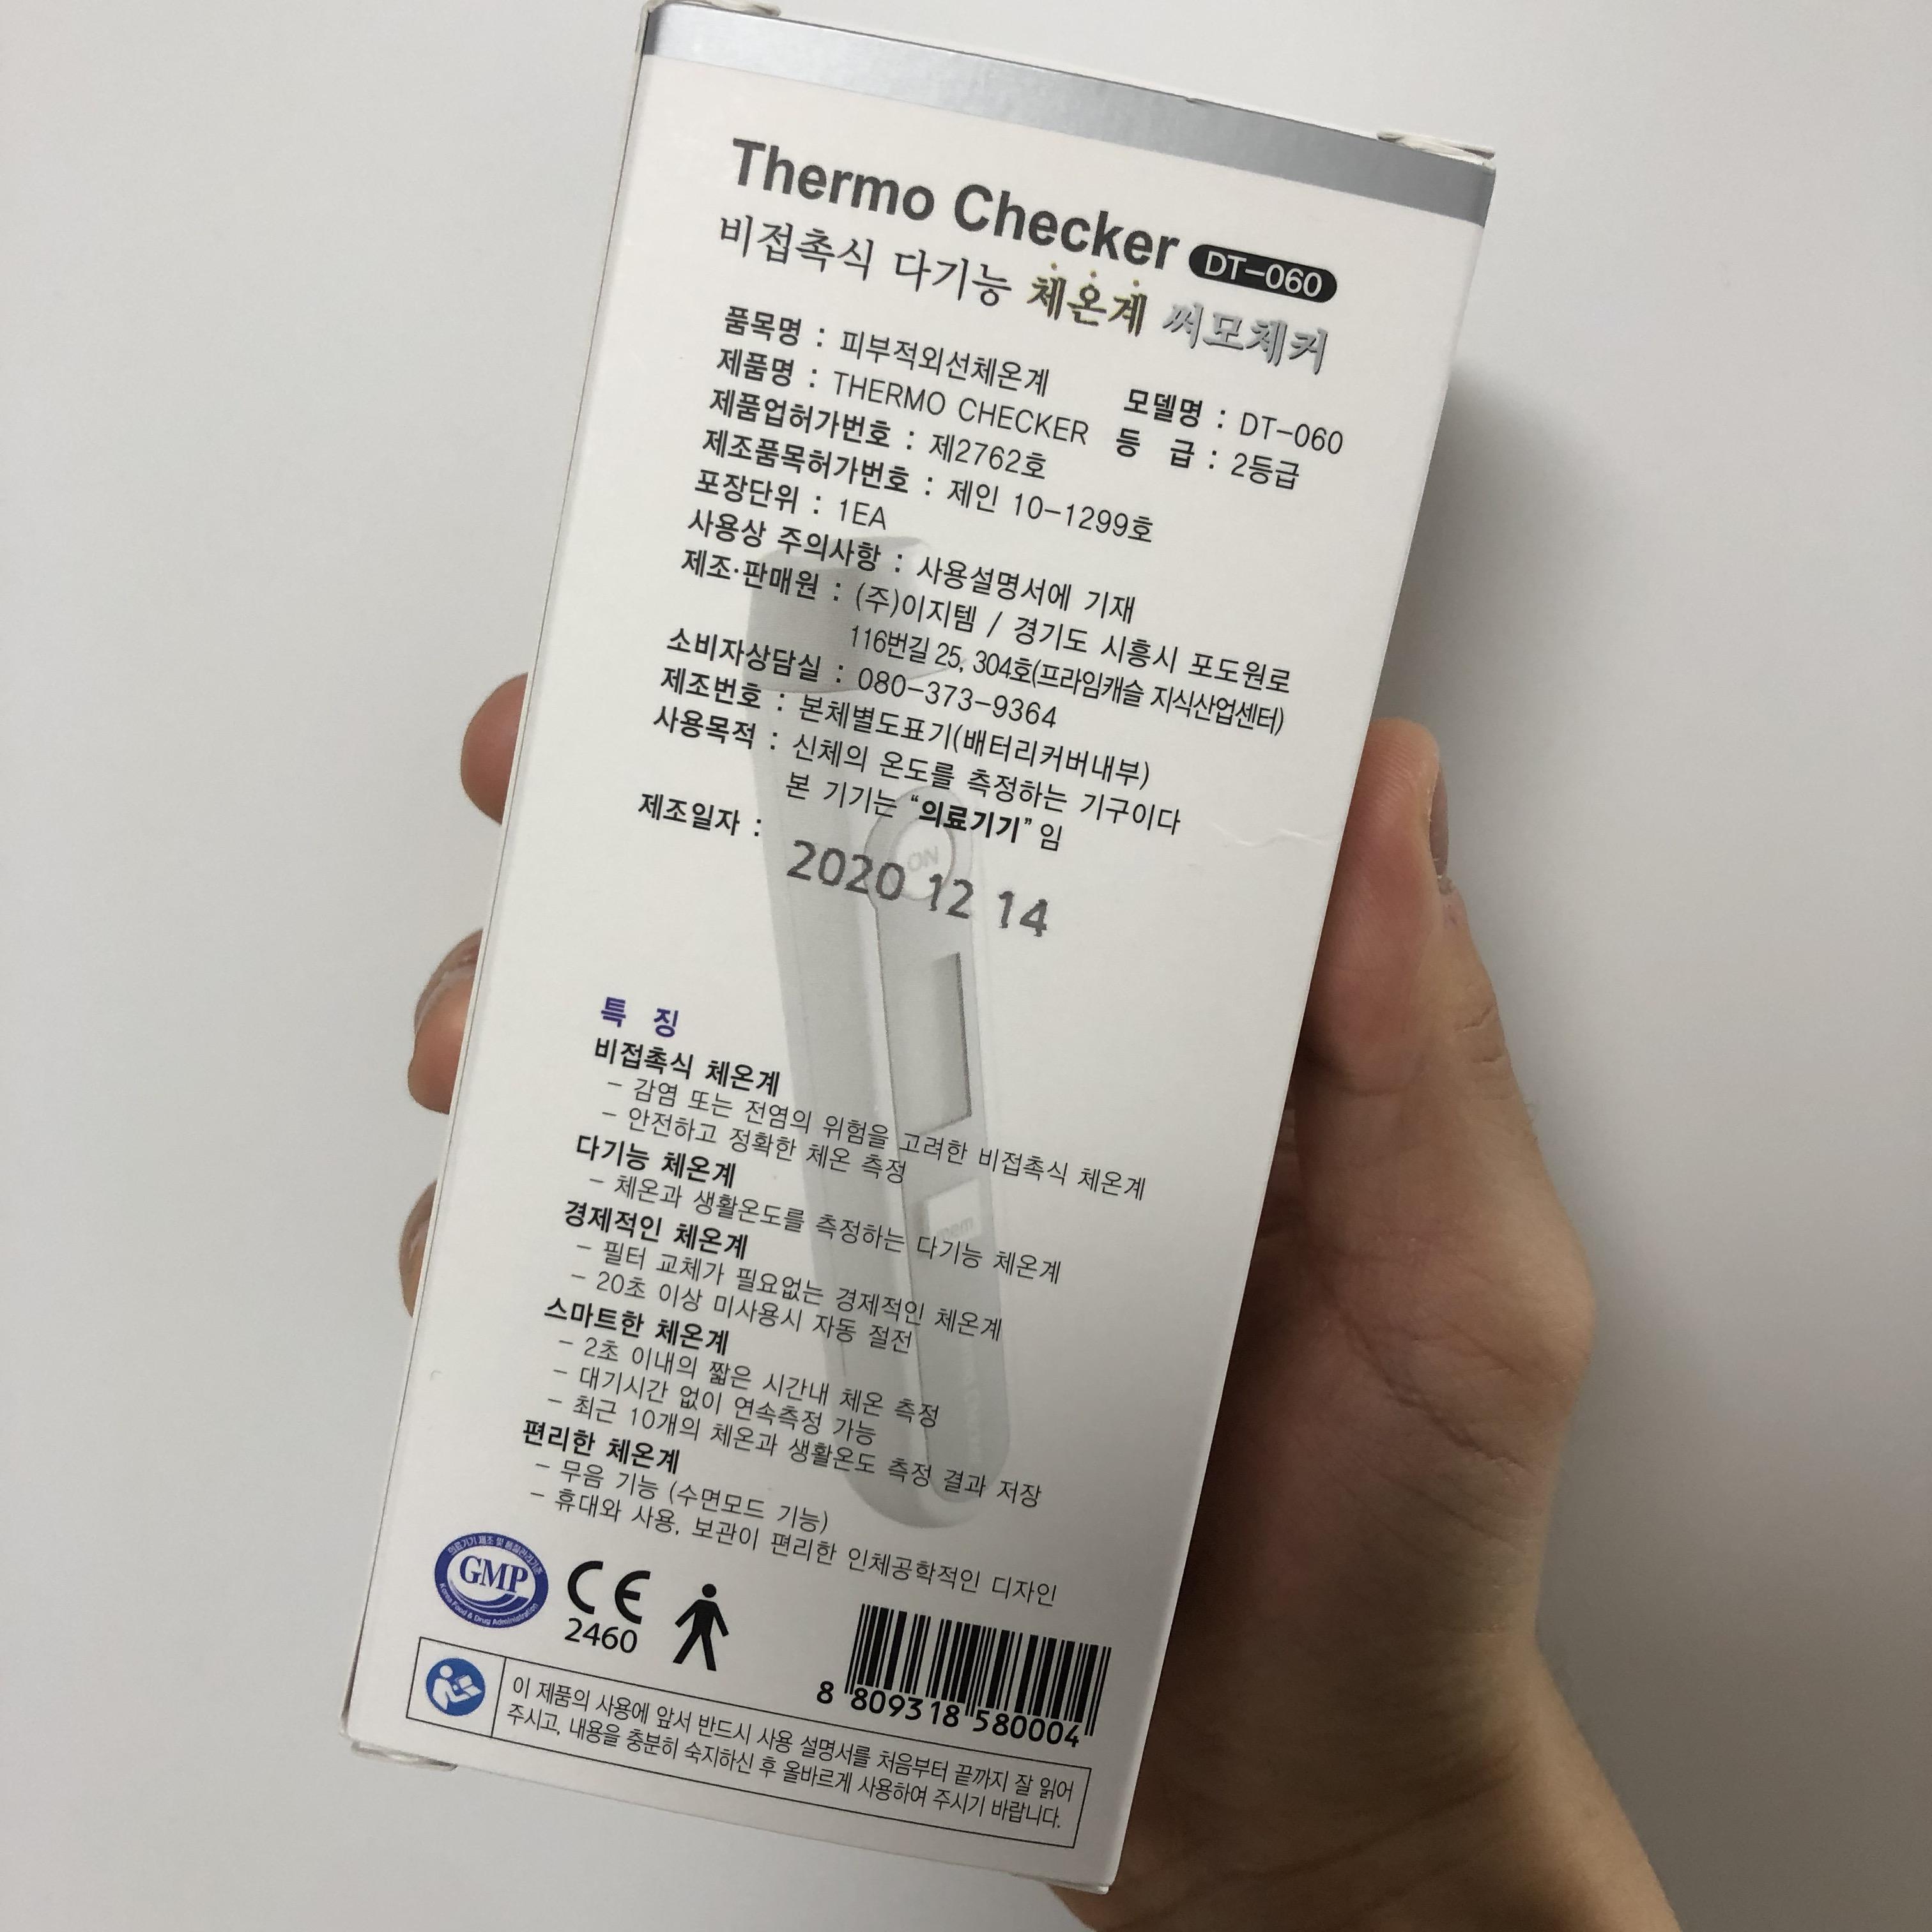 Thermo Checker DT-060
비접촉식 다기능 체온계 써모체커
품목명 : 피부적외선체온계 모델명 : DT-060
제품명 : THERMO CHECKER 등 급 : 2등급
제품업허가번호 : 제2762호
제조품목허가번호 : 제인 10-1299호
포장단위 : 1EA
사용상 주의사항 : 사용설명서에 기재
제조·판매원 : (주)이지템 / 경기도 시흥시 포도원로
116번길 25, 304호(프라임캐슬 지식산업센터)
소비자상담실 : 080-373-9364
제조번호 : 본체별도표기(배터리커버내부)
사용목적 : 신체의 온도를 측정하는 기구이다
본 기기는 “의료기기” 임
제조일자 :
2020 12 14
ON
특 징
비접촉식 체온계
- 감염 또는 전염의 위험을 고려한 비접촉식 체온계
- 안전하고 정확한 체온 측정
다기능 체온계
- 체온과 생활온도를 측정하는 다기능 체온계
경제적인 체온계
- 필터 교체가 필요없는 경제적인 체온계
- 20초 이상 미사용시 자동 절전
스마트한 체온계
- 2초 이내의 짧은 시간내 체온 측정
- 대기시간 없이 연속측정 가능
- 최근 10개의 체온과 생활온도 측정 결과 저장
편리한 체온계
- 무음 기능 (수면모드 기능)
- 휴대와 사용, 보관이 편리한 인체공학적인 디자인
의료기기 제조 및 품질관리기준
GMP
Korea Food & Drug Administration
CE
2460
8 809318 580004
이 제품의 사용에 앞서 반드시 사용 설명서를 처음부터 끝까지 잘 읽어
주시고, 내용을 충분히 숙지하신 후 올바르게 사용하여 주시기 바랍니다.